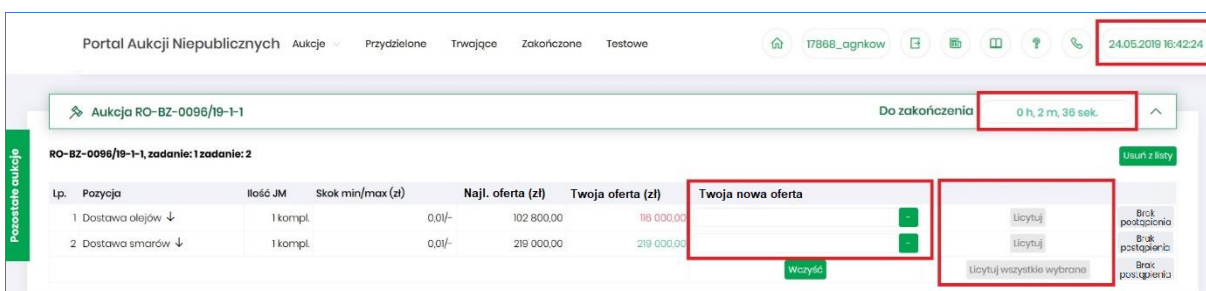 Portal Aukcji Niepublicznych Aukcje Przydzielone Trwające Zakończone Testowe 17868_agnkow 24.05.2019 16:42:24
Aukcja RO-BZ-0096/19-1-1 Do zakończenia 0 h, 2 m, 36 sek.
Pozostałe aukcje
RO-BZ-0096/19-1-1, zadanie: 1 zadanie: 2 Usuń z listy
Lp. Pozycja Ilość JM Skok min/max (zł) Najl. oferta (zł) Twoja oferta (zł) Twoja nowa oferta
1 Dostawa olejów ↓ 1 kompl. 0,01/- 102 800,00 116 000,00 - Licytuj Brak postąpienia
2 Dostawa smarów ↓ 1 kompl. 0,01/- 219 000,00 219 000,00 - Licytuj Brak postąpienia
Wczyść Licytuj wszystkie wybrane Brak postąpienia